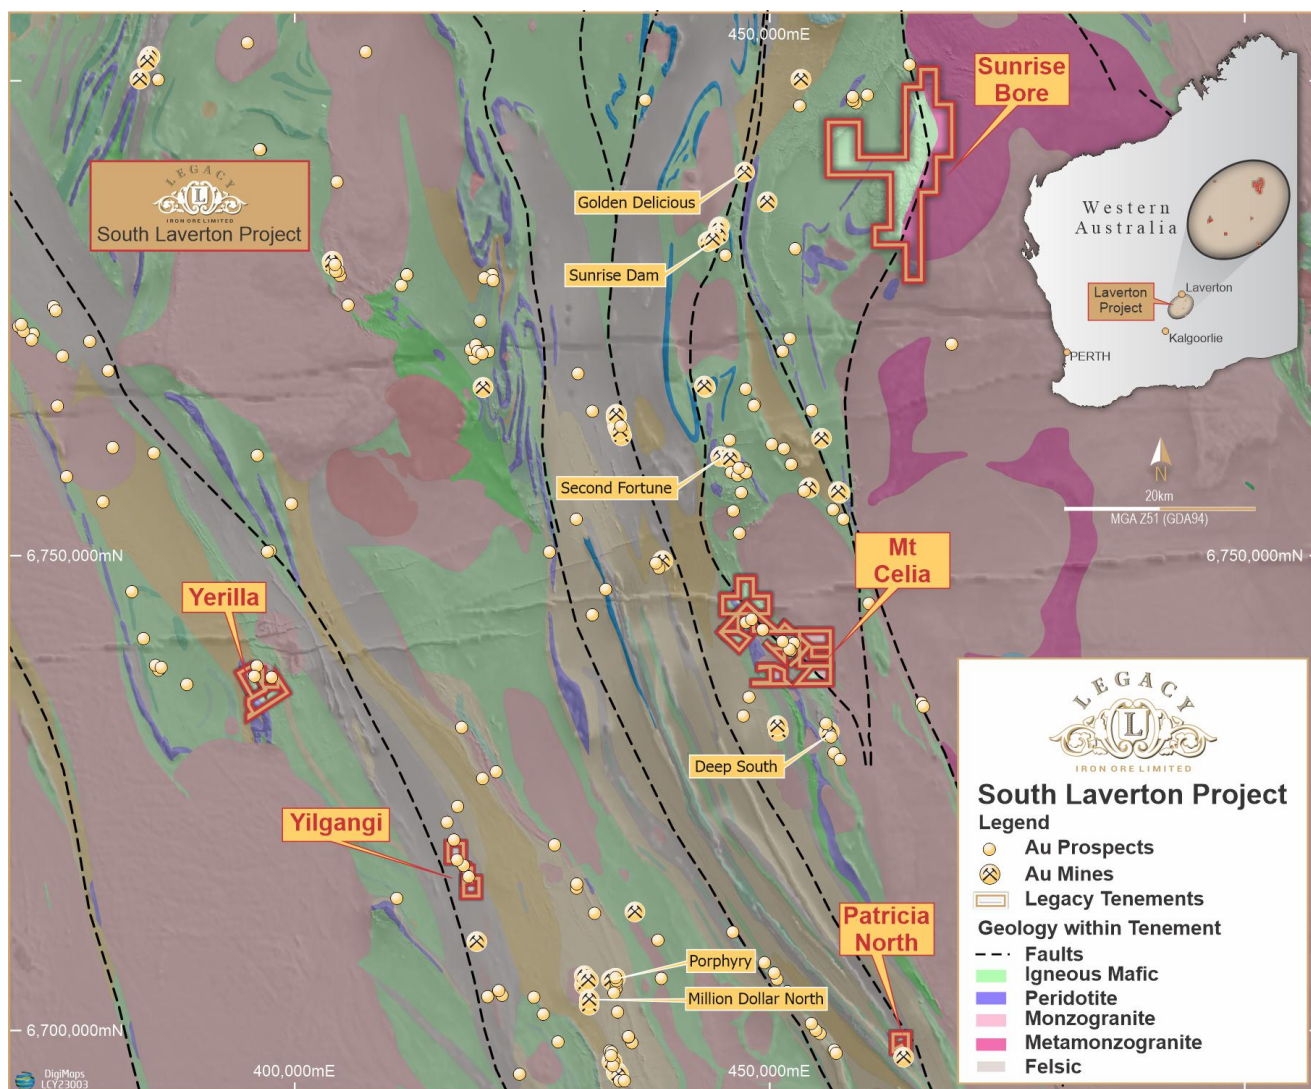 450,000mE
Sunrise
Bore
LEGACY
L
IRON ORE LIMITED
South Laverton Project
Golden Delicious
Sunrise Dam
Western
Australia
Laverton
Laverton
Project
Kalgoorlie
PERTH
N
20km
MGA Z51 (GDA94)
Second Fortune
6,750,000mN
Mt
Celia
6,750,000mN
Yerilla
Deep South
Yilgangi
Patricia
North
Porphyry
Million Dollar North
6,700,000mN
400,000mE
450,000mE
DigiMaps
LCY23003
LEGACY
L
IRON ORE LIMITED
South Laverton Project
Legend
Au Prospects
Au Mines
Legacy Tenements
Geology within Tenement
Faults
Igneous Mafic
Peridotite
Monzogranite
Metamonzogranite
Felsic